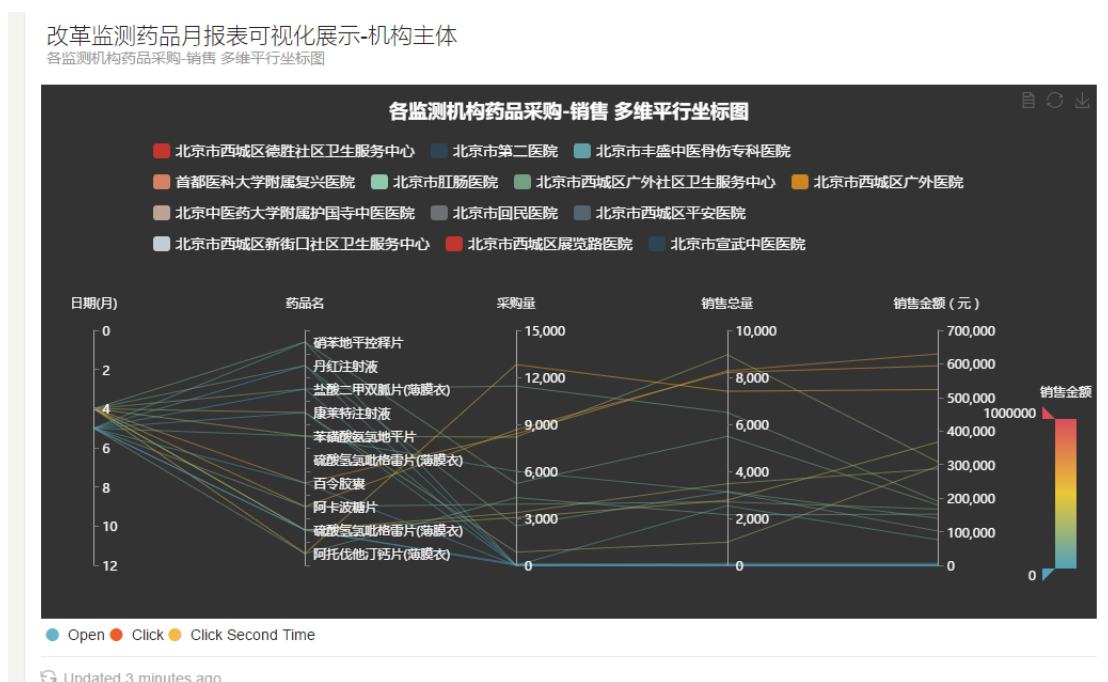 改革监测药品月报表可视化展示-机构主体
各监测机构药品采购-销售 多维平行坐标图
各监测机构药品采购-销售 多维平行坐标图
北京市西城区德胜社区卫生服务中心 北京市第二医院 北京市丰盛中医骨伤专科医院
首都医科大学附属复兴医院 北京市肛肠医院 北京市西城区广外社区卫生服务中心 北京市西城区广外医院
北京中医药大学附属护国寺中医医院 北京市回民医院 北京市西城区平安医院
北京市西城区新街口社区卫生服务中心 北京市西城区展览路医院 北京市宣武中医医院
日期(月) 药品名 采购量 销售总量 销售金额 ( 元 )
0 硝苯地平控释片 15,000 10,000 700,000
丹红注射液 600,000
2 盐酸二甲双胍片(薄膜衣) 12,000 8,000 500,000 销售金额
4 康莱特注射液 9,000 6,000 400,000 1000000
6 苯磺酸氨氯地平片
硫酸氢氯吡格雷片(薄膜衣) 6,000 4,000 300,000
8 百令胶囊
阿卡波糖片 3,000 2,000 200,000
10 硫酸氢氯吡格雷片(薄膜衣) 100,000
阿托伐他汀钙片(薄膜衣)
12 0 0 0 0
Open Click Click Second Time
Updated 3 minutes ago